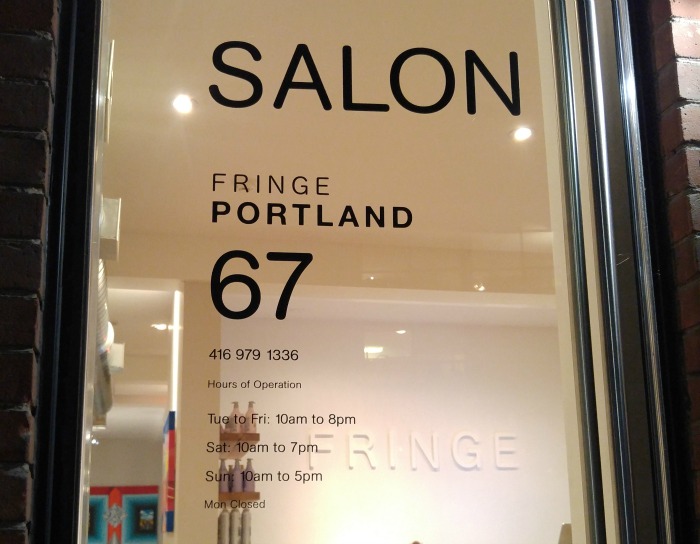 SALON
FRINGE
PORTLAND
67
416 979 1336
Hours of Operation
Tue to Fri: 10am to 8pm
Sat: 10am to 7pm
FRINGE
Sun: 10am to 5pm
Mon Closed